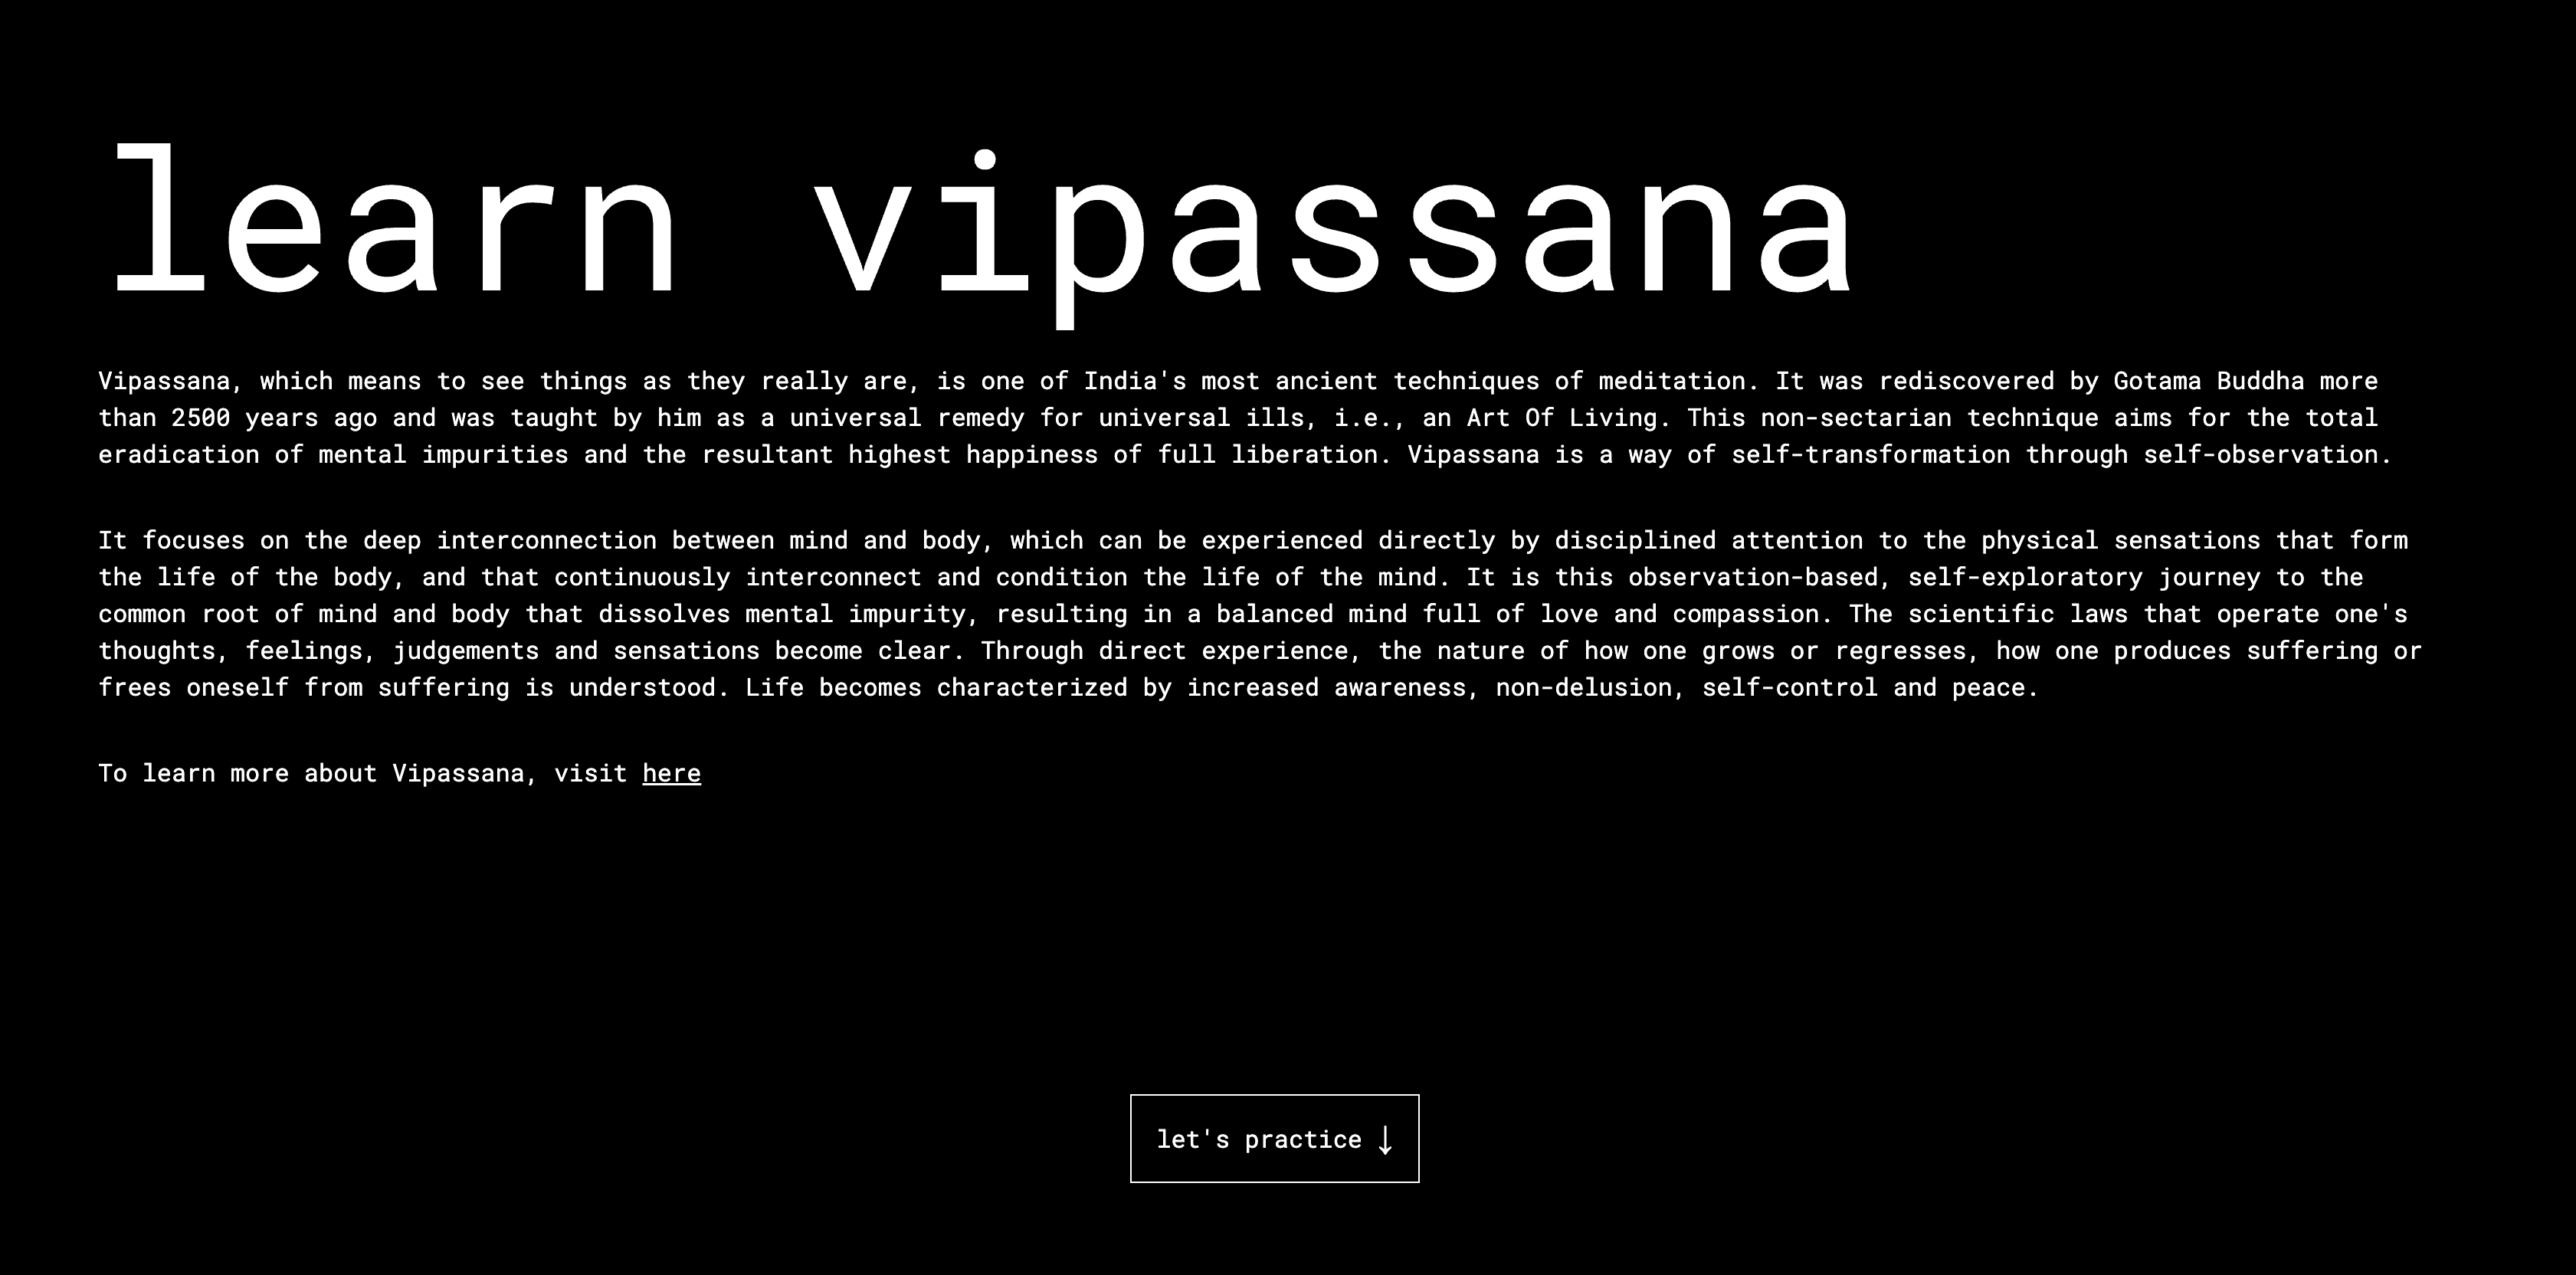 learn vipassana
Vipassana, which means to see things as they really are, is one of India's most ancient techniques of meditation. It was rediscovered by Gotama Buddha more
than 2500 years ago and was taught by him as a universal remedy for universal ills, i.e., an Art Of Living. This non-sectarian technique aims for the total
eradication of mental impurities and the resultant highest happiness of full liberation. Vipassana is a way of self-transformation through self-observation.
It focuses on the deep interconnection between mind and body, which can be experienced directly by disciplined attention to the physical sensations that form
the life of the body, and that continuously interconnect and condition the life of the mind. It is this observation-based, self-exploratory journey to the
common root of mind and body that dissolves mental impurity, resulting in a balanced mind full of love and compassion. The scientific laws that operate one's
thoughts, feelings, judgements and sensations become clear. Through direct experience, the nature of how one grows or regresses, how one produces suffering or
frees oneself from suffering is understood. Life becomes characterized by increased awareness, non-delusion, self-control and peace.
To learn more about Vipassana, visit here
let's practice ↓